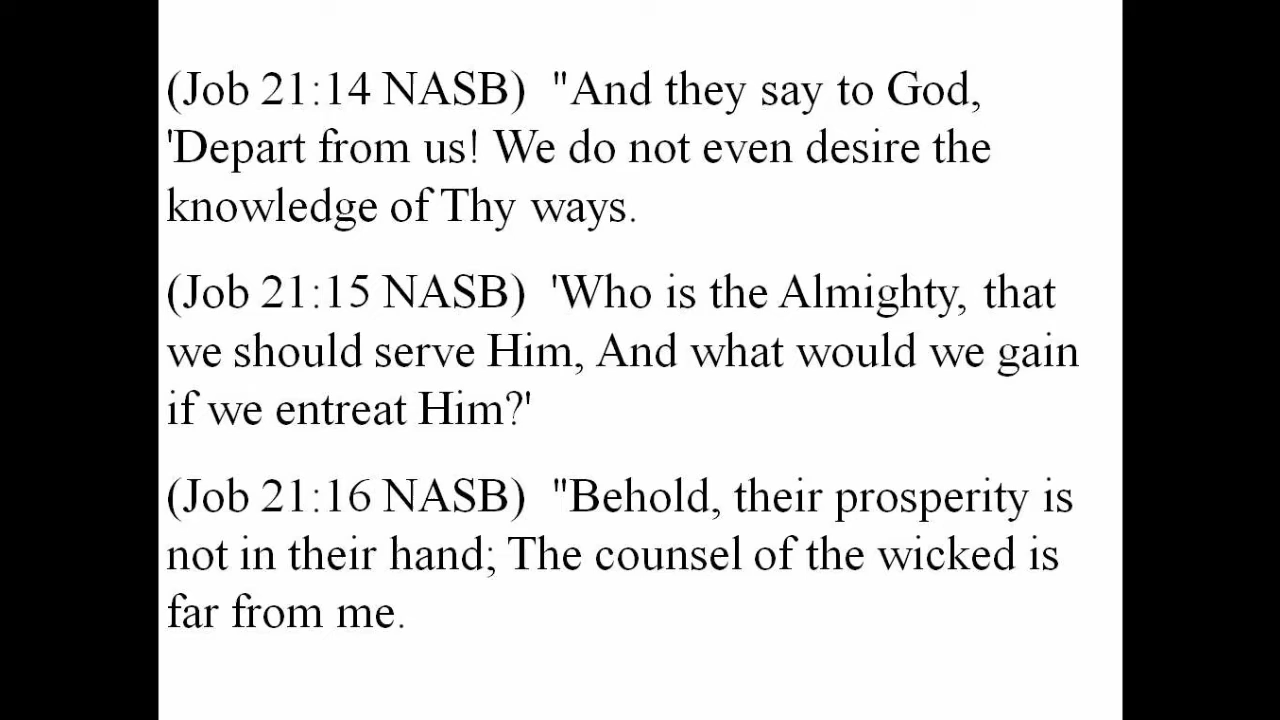 (Job 21:14 NASB)  "And they say to God,
'Depart from us! We do not even desire the
knowledge of Thy ways.
(Job 21:15 NASB)  'Who is the Almighty, that
we should serve Him, And what would we gain
if we entreat Him?'
(Job 21:16 NASB)  "Behold, their prosperity is
not in their hand; The counsel of the wicked is
far from me.